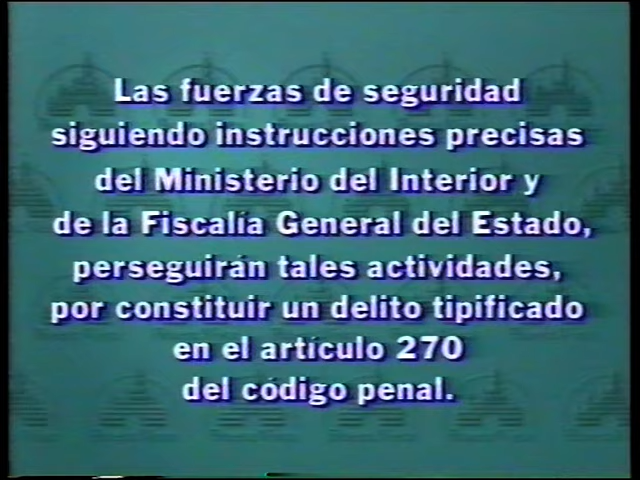 Las fuerzas de seguridad
siguiendo instrucciones precisas
del Ministerio del Interior y
de la Fiscalía General del Estado,
perseguirán tales actividades,
por constituir un delito tipificado
en el artículo 270
del código penal.